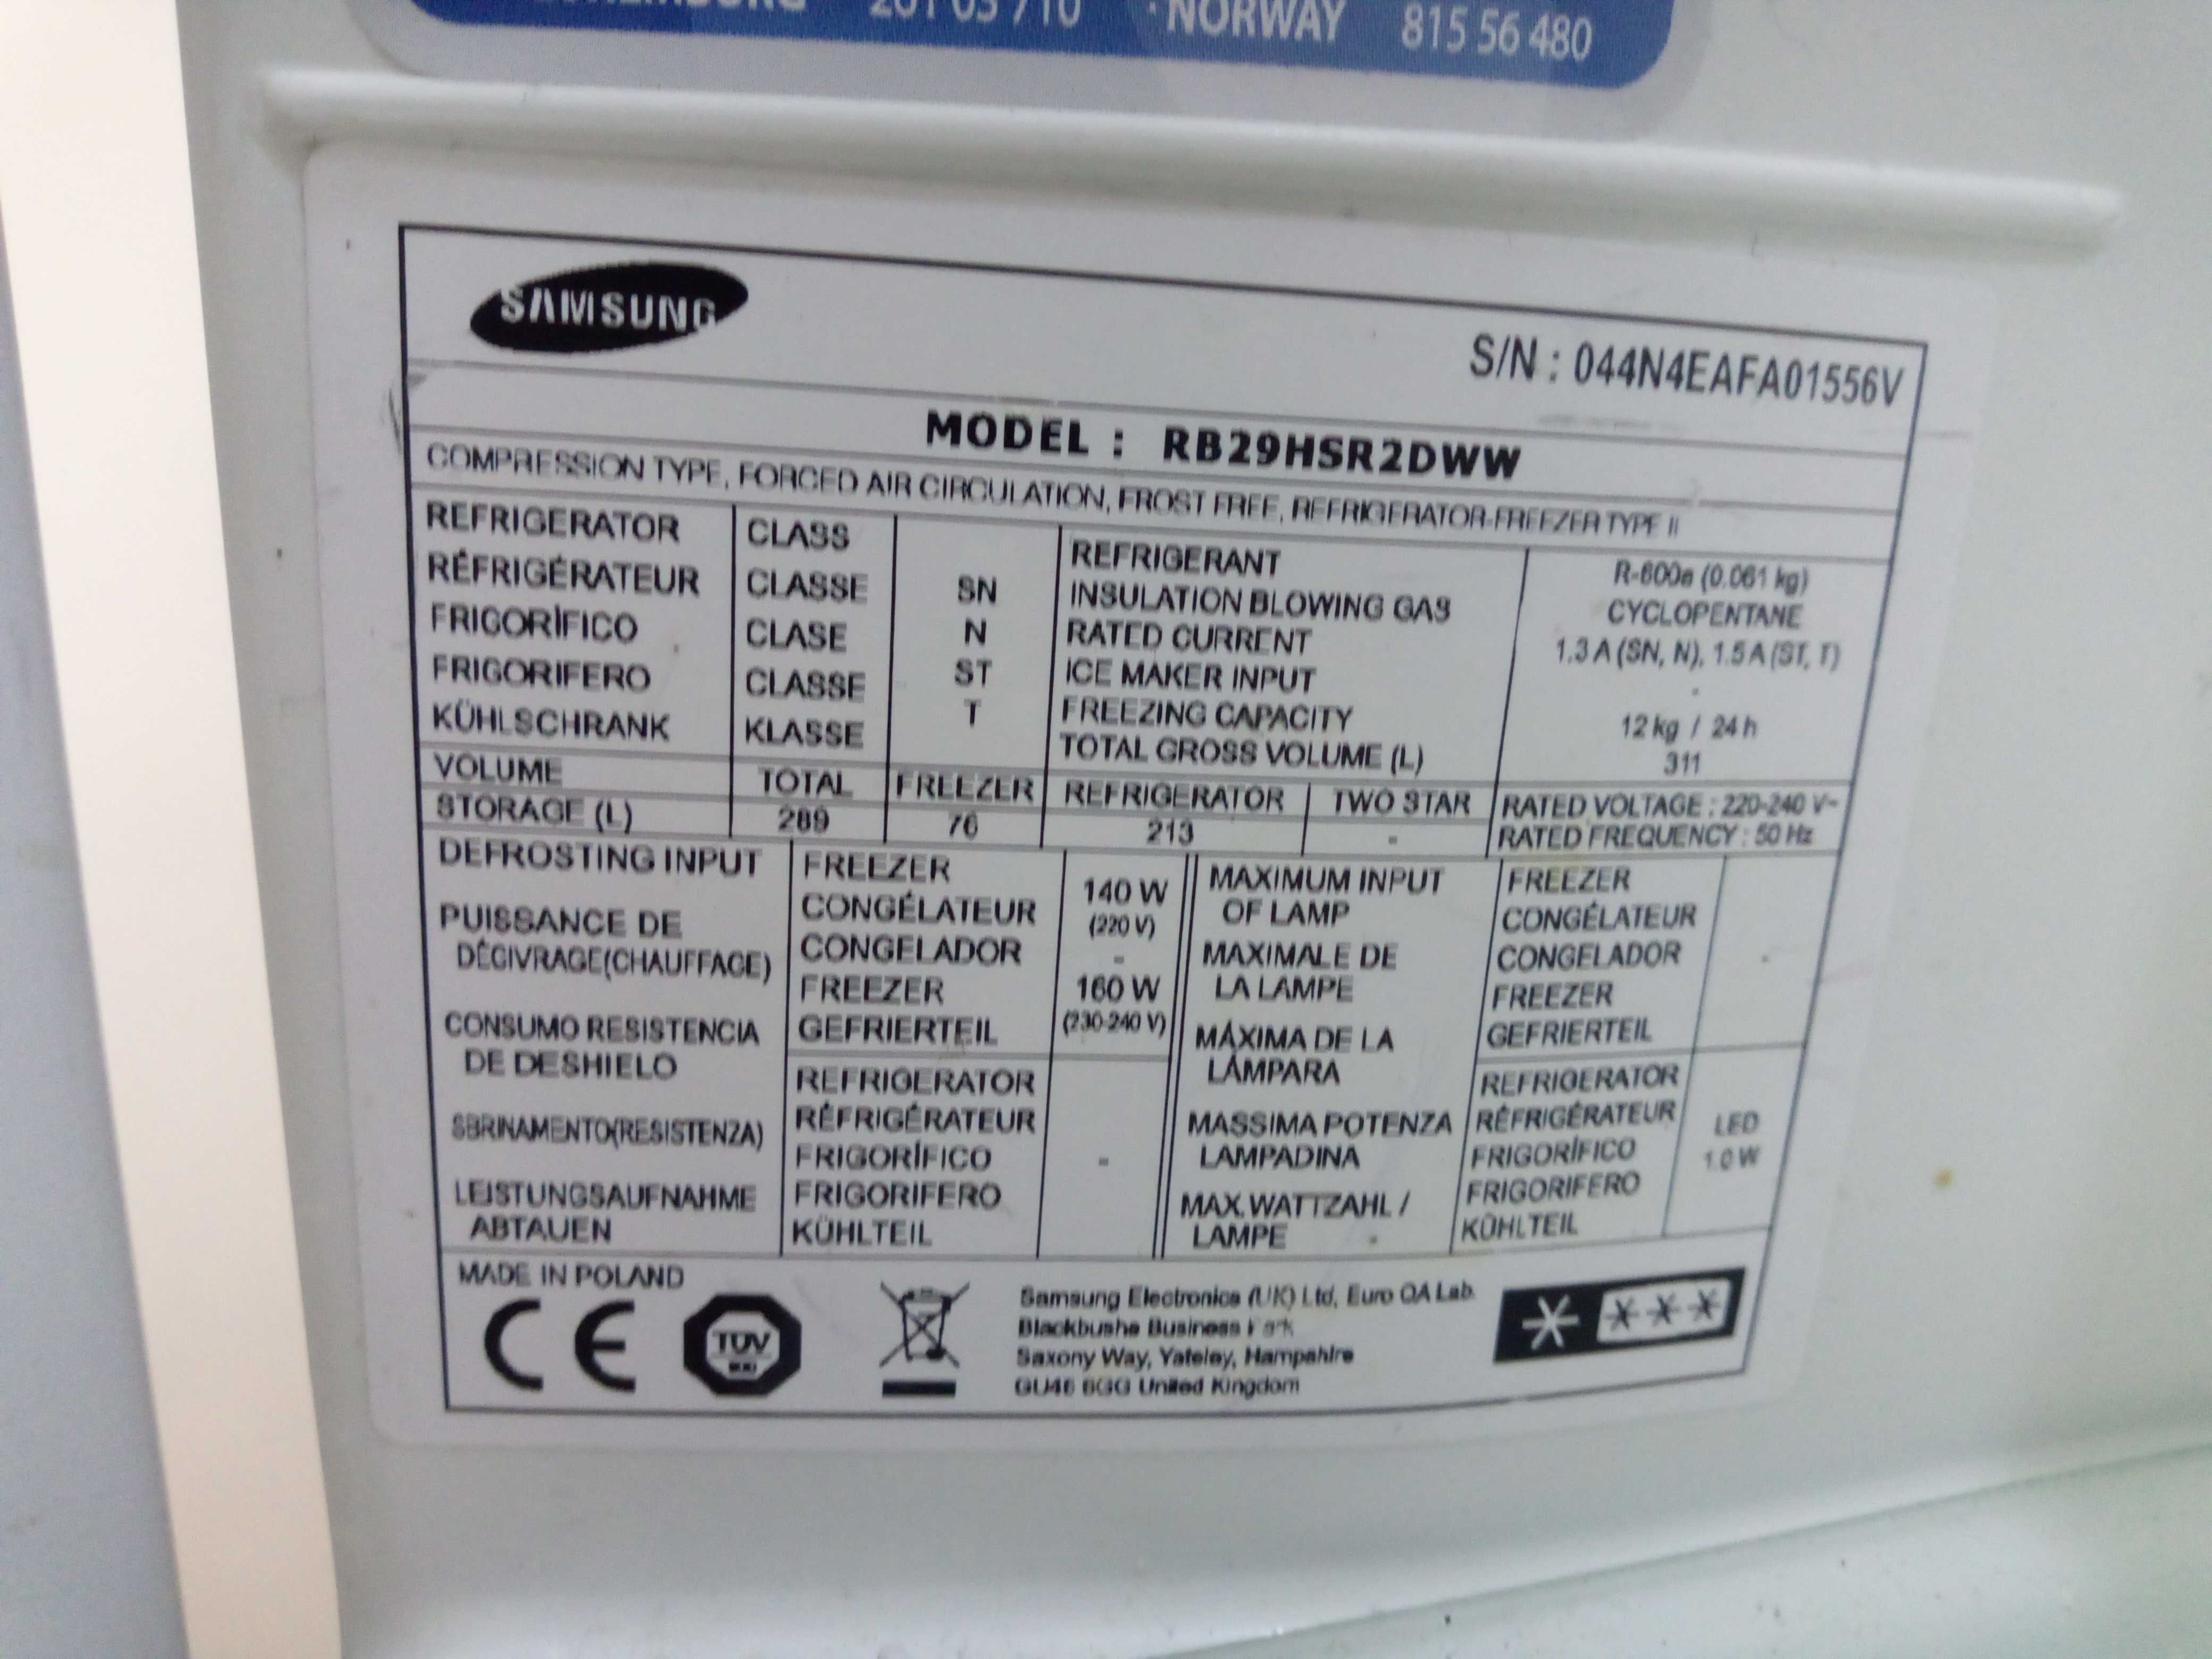 201 03 710 · NORWAY 815 56 480
SAMSUNG
S/N : 044N4EAFA01556V
MODEL : RB29HSR2DWW
COMPRESSION TYPE, FORCED AIR CIRCULATION, FROST FREE, REFRIGERATOR-FREEZER TYPE II
REFRIGERATOR
RÉFRIGÉRATEUR
FRIGORÍFICO
FRIGORIFERO
KÜHLSCHRANK
CLASS
CLASSE
CLASE
CLASSE
KLASSE
SN
N
ST
T
REFRIGERANT R-600a (0.061 kg)
INSULATION BLOWING GAS CYCLOPENTANE
RATED CURRENT 1.3 A (SN, N), 1.5 A (ST, T)
ICE MAKER INPUT -
FREEZING CAPACITY 12 kg / 24 h
TOTAL GROSS VOLUME (L) 311
VOLUME TOTAL FREEZER REFRIGERATOR TWO STAR RATED VOLTAGE : 220-240 V~
STORAGE (L) 289 76 213 - RATED FREQUENCY : 50 Hz
DEFROSTING INPUT
PUISSANCE DE
DÉGIVRAGE(CHAUFFAGE)
CONSUMO RESISTENCIA
DE DESHIELO
SBRINAMENTO(RESISTENZA)
LEISTUNGSAUFNAHME
ABTAUEN
FREEZER
CONGÉLATEUR
CONGELADOR
FREEZER
GEFRIERTEIL
140 W
(220 V)
-
160 W
(230-240 V)
REFRIGERATOR
RÉFRIGÉRATEUR
FRIGORÍFICO
FRIGORIFERO
KÜHLTEIL
-
MAXIMUM INPUT
OF LAMP
MAXIMALE DE
LA LAMPE
MÁXIMA DE LA
LÁMPARA
MASSIMA POTENZA
LAMPADINA
MAX.WATTZAHL /
LAMPE
FREEZER
CONGÉLATEUR
CONGELADOR
FREEZER
GEFRIERTEIL
-
REFRIGERATOR
RÉFRIGÉRATEUR
FRIGORÍFICO
FRIGORIFERO
KÜHLTEIL
LED
1.0 W
MADE IN POLAND
CE
TÜV
Samsung Electronics (UK) Ltd, Euro QA Lab.
Blackbushe Business Park
Saxony Way, Yateley, Hampshire
GU46 6GG United Kingdom